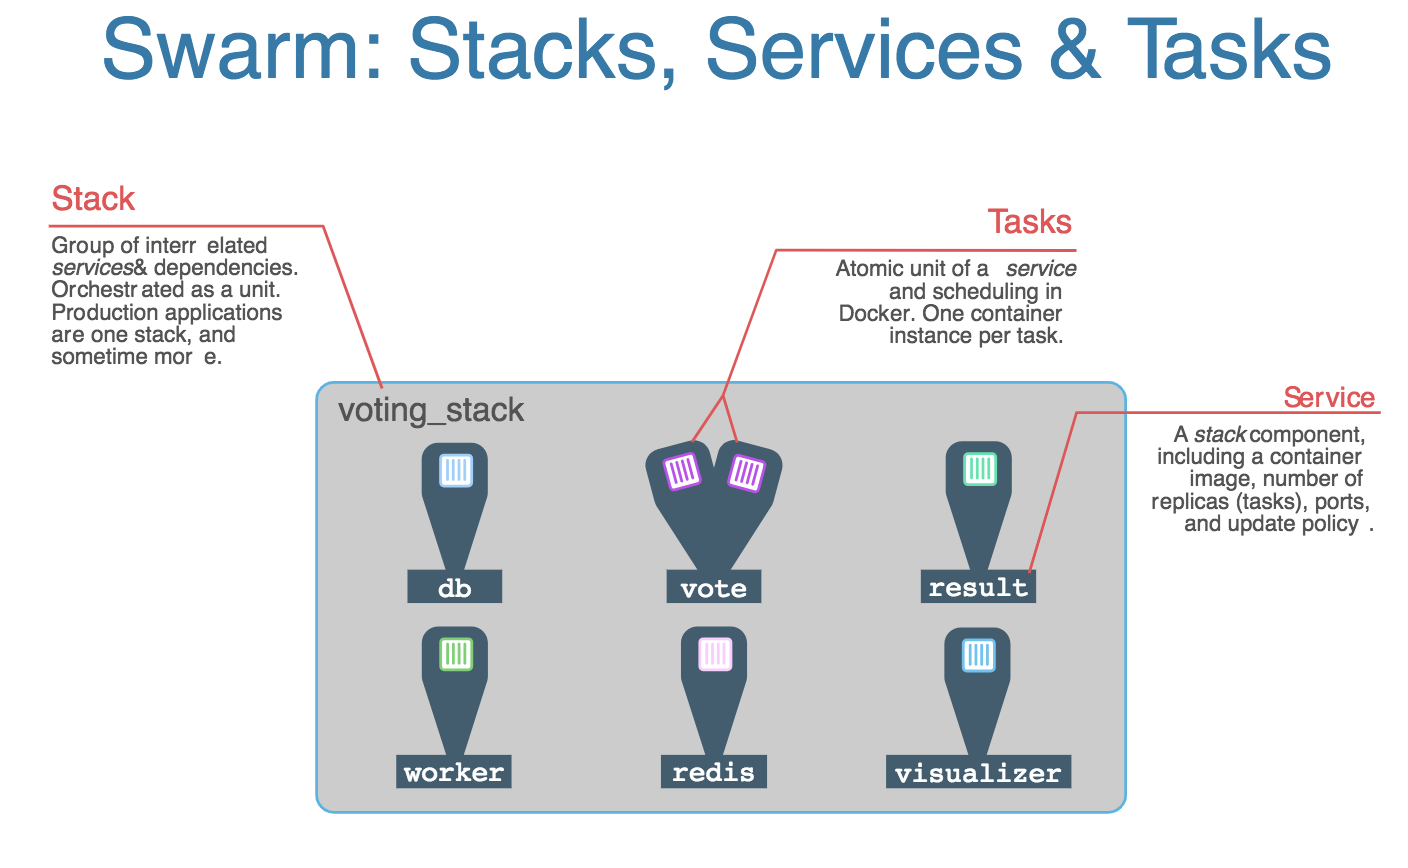 Swarm: Stacks, Services & Tasks
Stack
Group of interr elated
services& dependencies.
Orchestrated as a unit.
Production applications
are one stack, and
sometime mor e.
Tasks
Atomic unit of a service
and scheduling in
Docker. One container
instance per task.
Service
A stack component,
including a container
image, number of
replicas (tasks), ports,
and update policy .
voting_stack
db
vote
result
worker
redis
visualizer